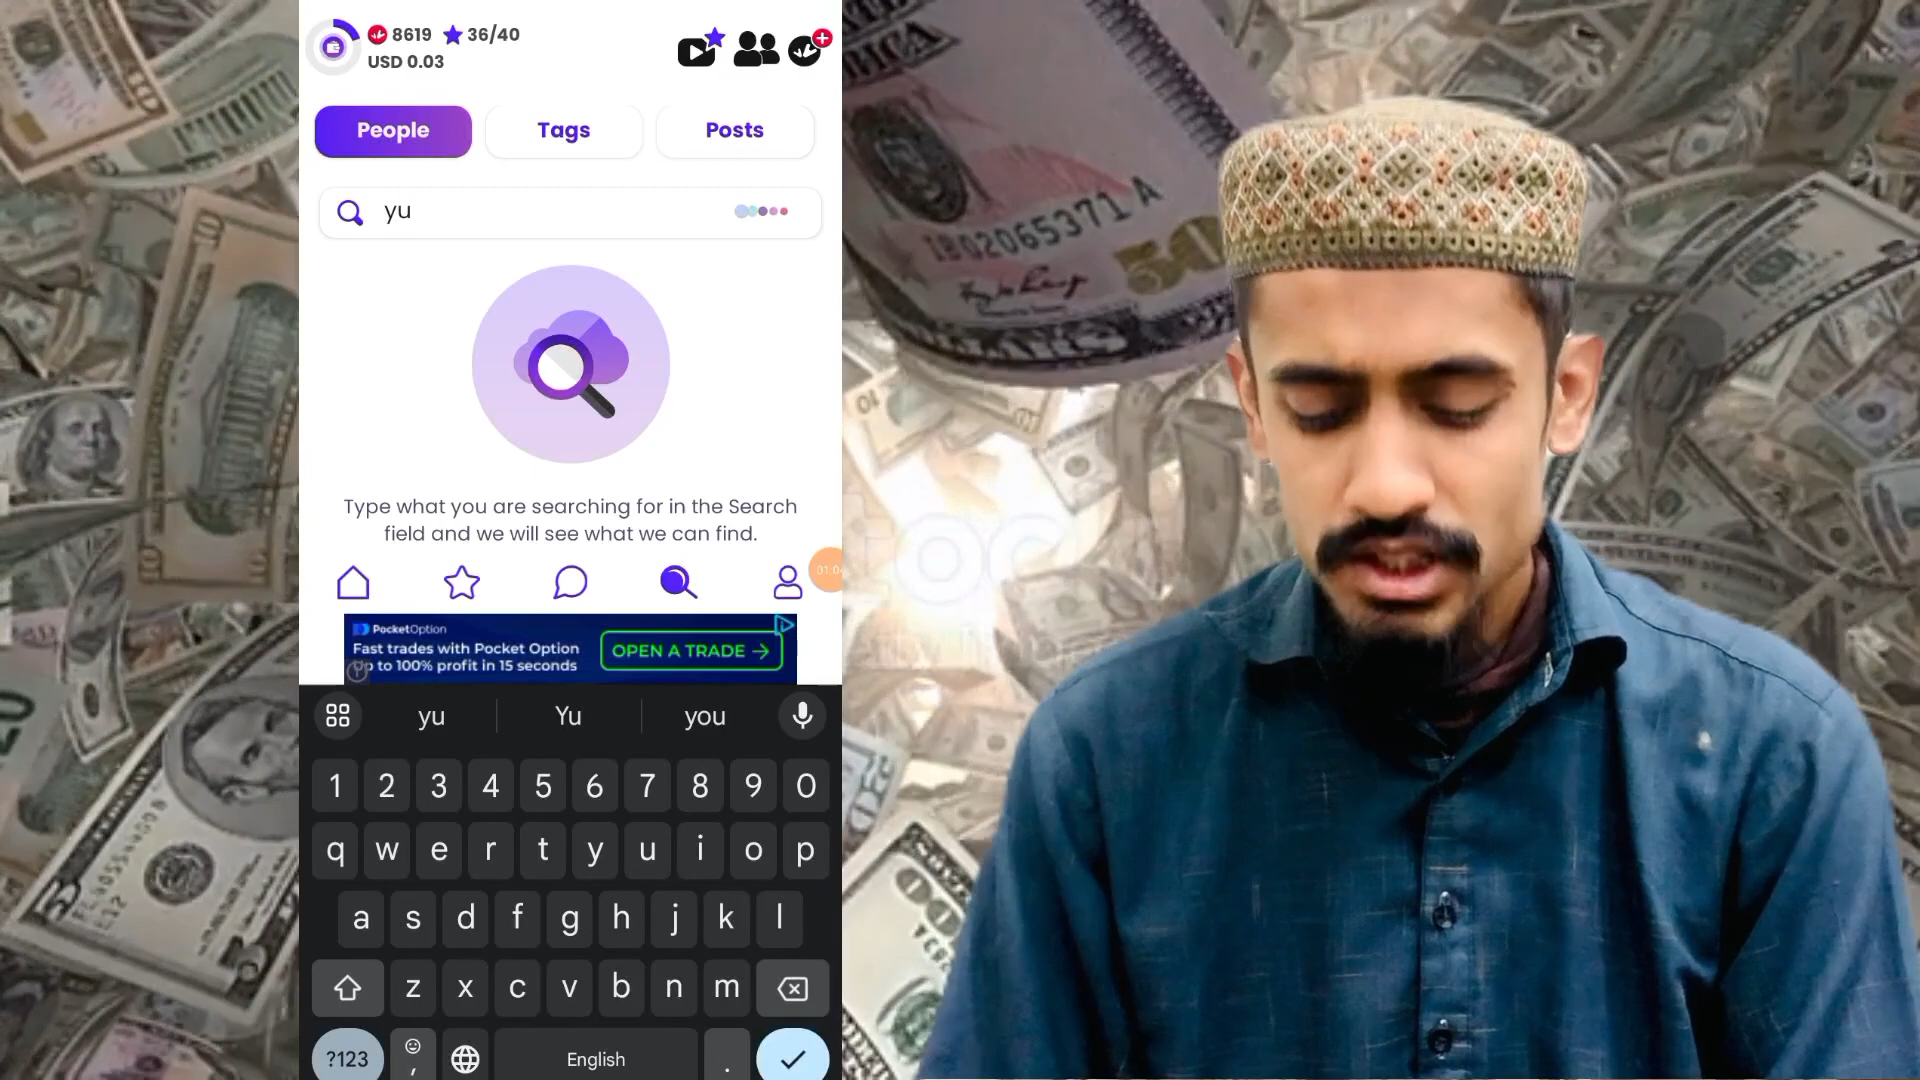 8619 36/40
USD 0.03
People Tags Posts
yu
Type what you are searching for in the Search
field and we will see what we can find.
PocketOption
Fast trades with Pocket Option
Up to 100% profit in 15 seconds
OPEN A TRADE →
yu Yu you
1 2 3 4 5 6 7 8 9 0
q w e r t y u i o p
a s d f g h j k l
z x c v b n m
?123 , English .
IB02065371A
50